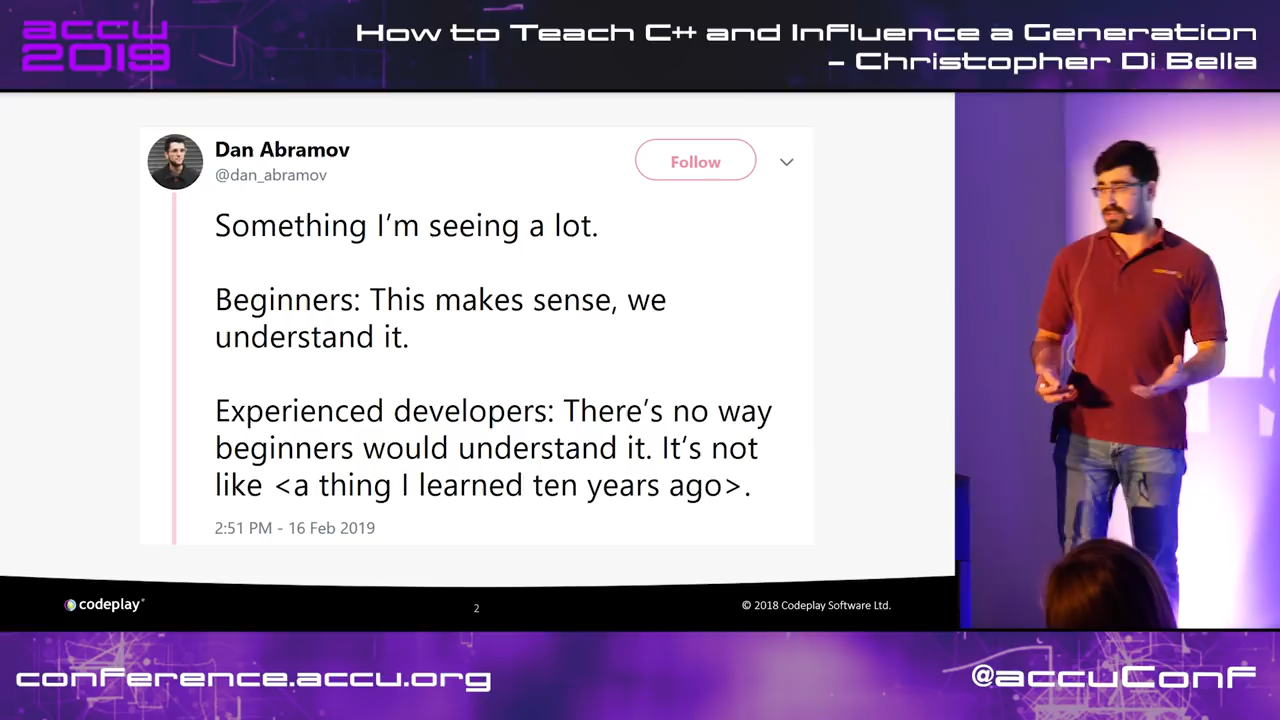 accu
2019
How to Teach C++ and Influence a Generation
– Christopher Di Bella
Dan Abramov
@dan_abramov
Follow
Something I’m seeing a lot.
Beginners: This makes sense, we
understand it.
Experienced developers: There’s no way
beginners would understand it. It’s not
like <a thing I learned ten years ago>.
2:51 PM - 16 Feb 2019
codeplay®
2
© 2018 Codeplay Software Ltd.
conference.accu.org
@accuConf